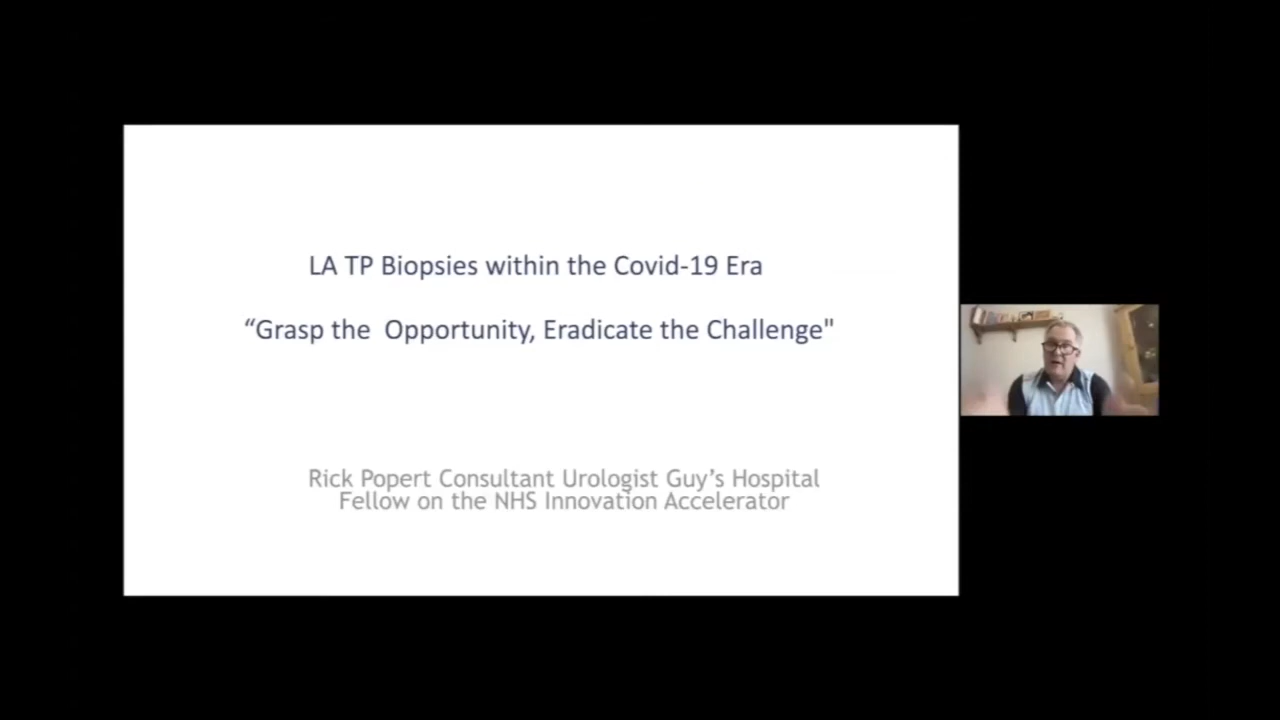 LA TP Biopsies within the Covid-19 Era
“Grasp the  Opportunity, Eradicate the Challenge"
Rick Popert Consultant Urologist Guy’s Hospital
Fellow on the NHS Innovation Accelerator